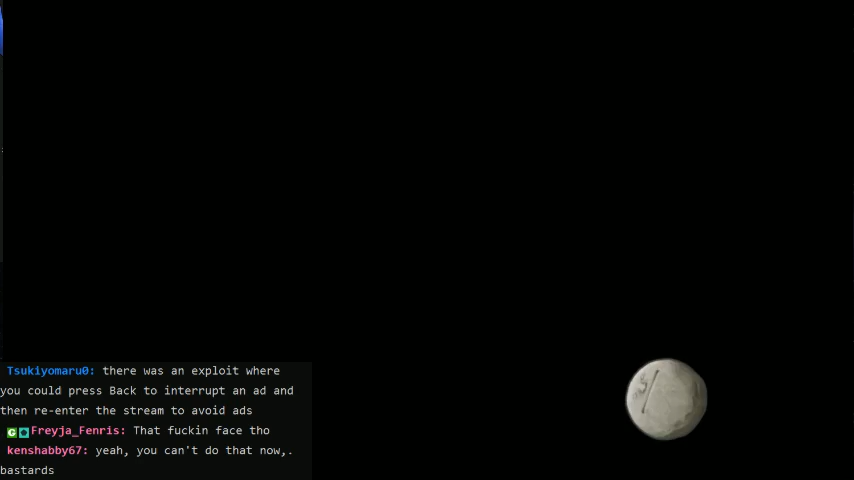 Tsukiyomaru0: there was an exploit where
you could press Back to interrupt an ad and
then re-enter the stream to avoid ads
G Freyja_Fenris: That fuckin face tho
kenshabby67: yeah, you can't do that now,.
bastards